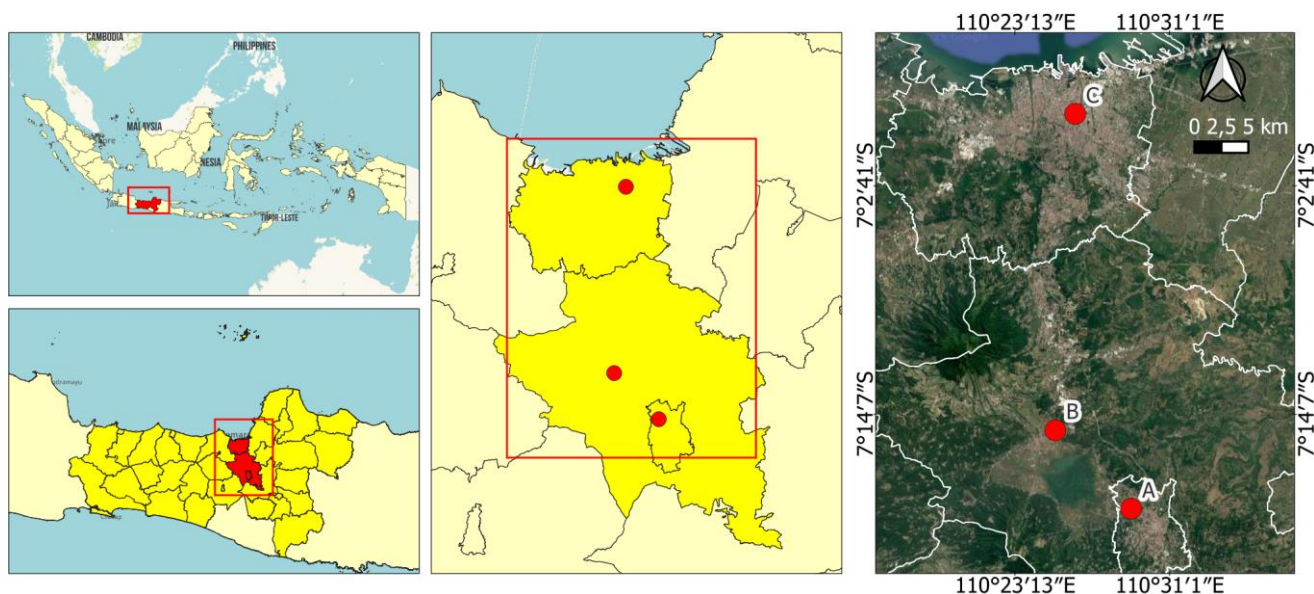 CAMBODIA
PHILIPPINES
MALAYSIA
NESIA
TIMOR-LESTE
110°23′13″E 110°31′1″E
C
0 2,5 5 km
7°2′41″S
7°2′41″S
7°14′7″S
7°14′7″S
B
A
110°23′13″E 110°31′1″E